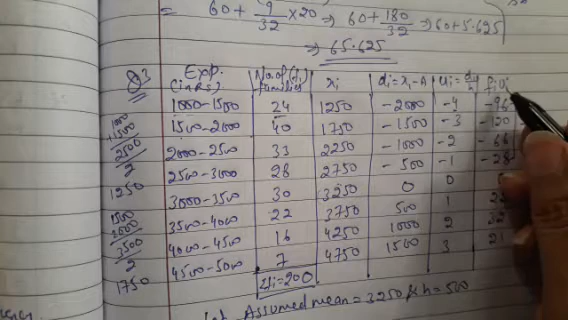 = 60 + 9/32 × 20 ⇒ 60 + 180/32 ⇒ 60 + 5.625
⇒ 65.625
Q3 Exp. (in Rs) No. of (fi) families xi di = xi - A ui = di/h fiui
1000-1500 24 1250 -2000 -4 -96
1500-2000 40 1750 -1500 -3 -120
2000-2500 33 2250 -1000 -2 -66
2500-3000 28 2750 -500 -1 -28
3000-3500 30 3250 0 0
3500-4000 22 3750 500 1 22
4000-4500 16 4250 1000 2 32
4500-5000 7 4750 1500 3 21
Σfi = 200
1000
+1500
2500
2
1250
1500
2000
3500
2
1750
Let Assumed mean = 3250 & h = 500